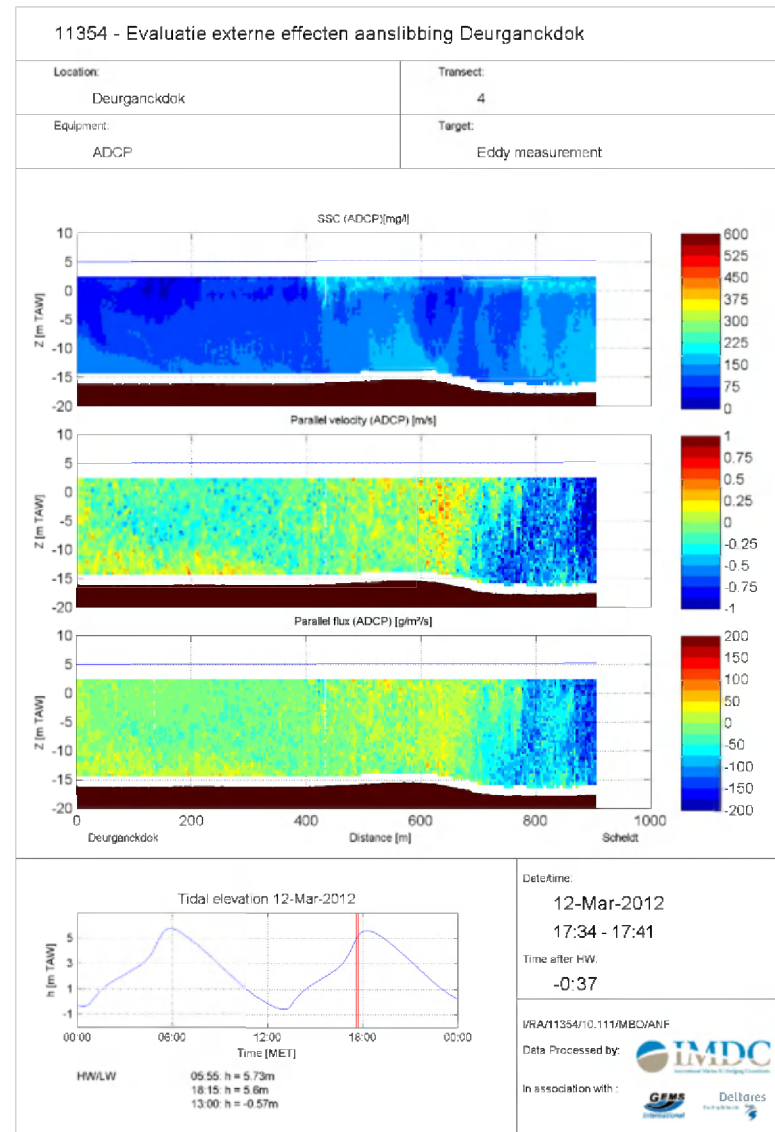 11354 - Evaluatie externe effecten aanslibbing Deurganckdok
Location:
Deurganckdok
Transect:
4
Equipment:
ADCP
Target:
Eddy measurement
SSC (ADCP)[mg/l]
10
5
0
-5
-10
-15
-20
Z [m TAW]
600
525
450
375
300
225
150
75
0
Parallel velocity (ADCP) [m/s]
10
5
0
-5
-10
-15
-20
Z [m TAW]
1
0.75
0.5
0.25
0
-0.25
-0.5
-0.75
-1
Parallel flux (ADCP) [g/m²/s]
10
5
0
-5
-10
-15
-20
Z [m TAW]
200
150
100
50
0
-50
-100
-150
-200
0 200 400 600 800 1000
Deurganckdok Distance [m] Scheldt
Tidal elevation 12-Mar-2012
5
3
1
-1
h [m TAW]
00:00 06:00 12:00 18:00 00:00
Time [MET]
HW/LW
05:55: h = 5.73m
18:15: h = 5.6m
13:00: h = -0.57m
Date/time:
12-Mar-2012
17:34 - 17:41
Time after HW:
-0:37
I/RA/11354/10.111/MBO/ANF
Data Processed by:
IMDC
In association with :
GEMS
International
Deltares